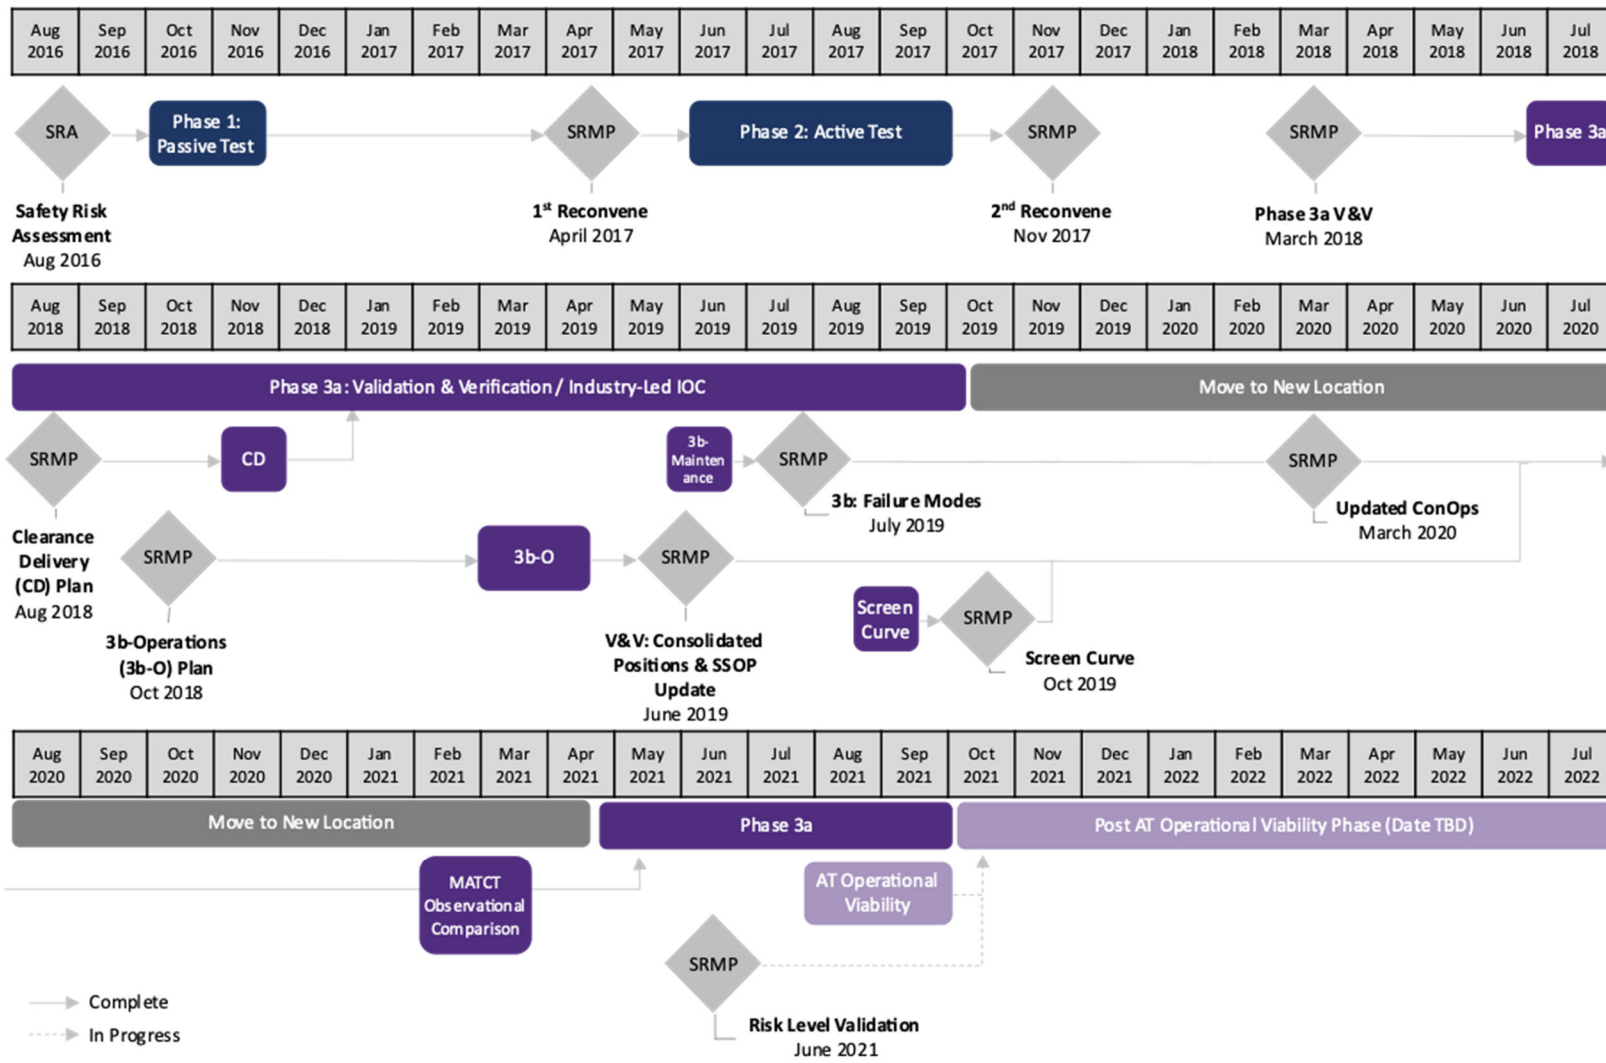 Aug Sep Oct Nov Dec Jan Feb Mar Apr May Jun Jul Aug Sep Oct Nov Dec Jan Feb Mar Apr May Jun Jul
2016 2016 2016 2016 2016 2017 2017 2017 2017 2017 2017 2017 2017 2017 2017 2017 2017 2018 2018 2018 2018 2018 2018 2018
SRA
Phase 1:
Passive Test
SRMP
Phase 2: Active Test
SRMP
SRMP
Phase 3a
Safety Risk
Assessment
Aug 2016
1st Reconvene
April 2017
2nd Reconvene
Nov 2017
Phase 3a V&V
March 2018
Aug Sep Oct Nov Dec Jan Feb Mar Apr May Jun Jul Aug Sep Oct Nov Dec Jan Feb Mar Apr May Jun Jul
2018 2018 2018 2018 2018 2019 2019 2019 2019 2019 2019 2019 2019 2019 2019 2019 2019 2020 2020 2020 2020 2020 2020 2020
Phase 3a: Validation & Verification / Industry-Led IOC
Move to New Location
SRMP
CD
3b-
Mainten
ance
SRMP
SRMP
3b: Failure Modes
July 2019
Updated ConOps
March 2020
Clearance
Delivery
(CD) Plan
Aug 2018
SRMP
3b-O
SRMP
Screen
Curve
SRMP
3b-Operations
(3b-O) Plan
Oct 2018
V&V: Consolidated
Positions & SSOP
Update
June 2019
Screen Curve
Oct 2019
Aug Sep Oct Nov Dec Jan Feb Mar Apr May Jun Jul Aug Sep Oct Nov Dec Jan Feb Mar Apr May Jun Jul
2020 2020 2020 2020 2020 2021 2021 2021 2021 2021 2021 2021 2021 2021 2021 2021 2021 2022 2022 2022 2022 2022 2022 2022
Move to New Location
Phase 3a
Post AT Operational Viability Phase (Date TBD)
MATCT
Observational
Comparison
AT Operational
Viability
SRMP
Risk Level Validation
June 2021
Complete
In Progress